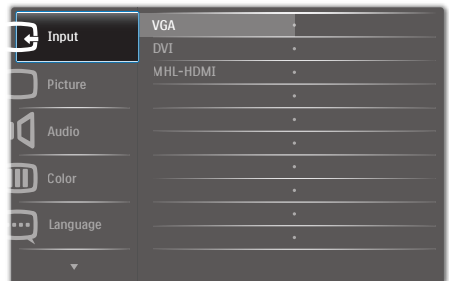 Input
VGA
DVI
MHL-HDMI
Picture
Audio
Color
Language